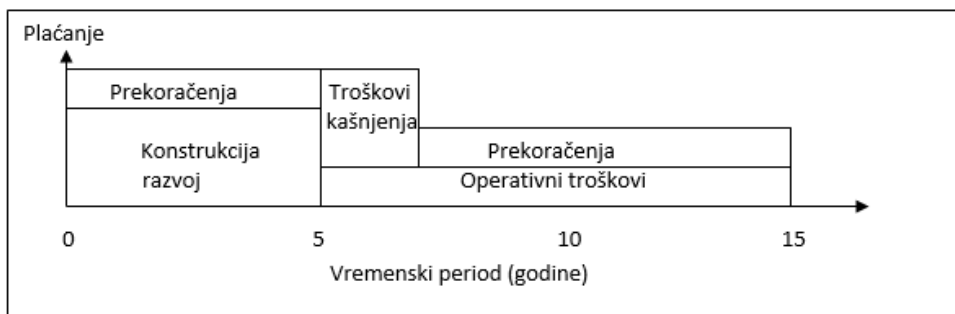 Plaćanje
Prekoračenja
Troškovi
kašnjenja
Konstrukcija
razvoj
Prekoračenja
Operativni troškovi
0 5 10 15
Vremenski period (godine)